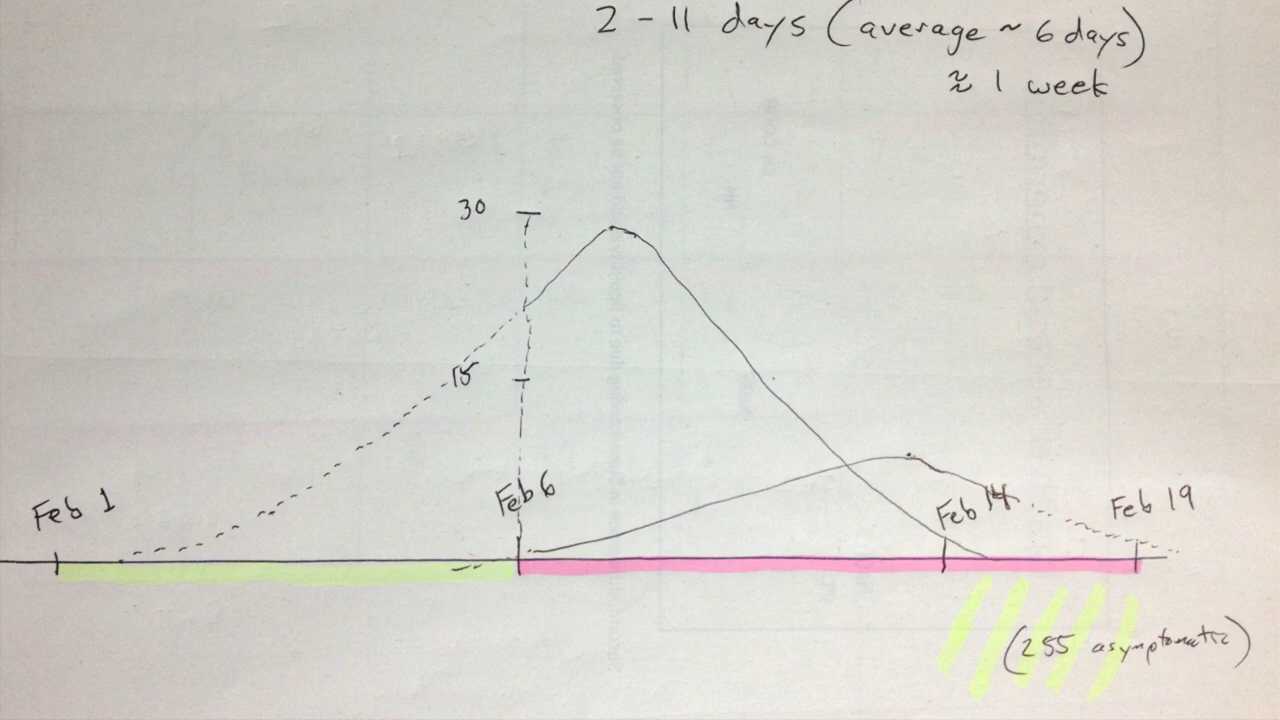 2 - 11 days (average ~ 6 days)
≈ 1 week
30
15
Feb 1
Feb 6
Feb 14
Feb 19
(255 asymptomatic)